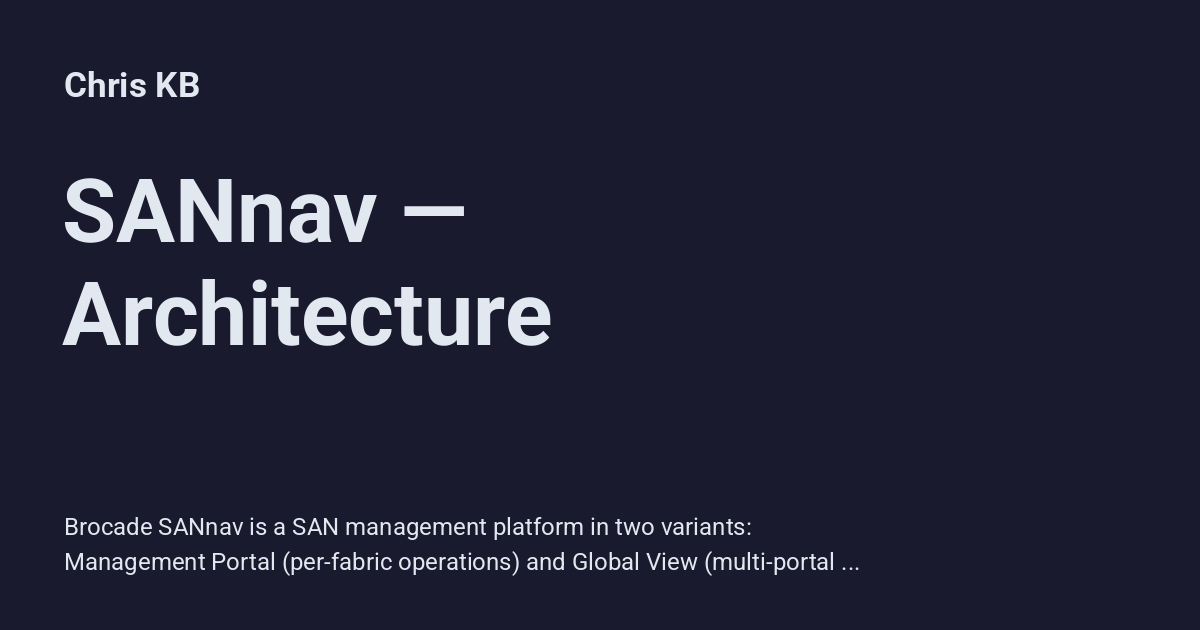 Chris KB
SANnav —
Architecture
Brocade SANnav is a SAN management platform in two variants:
Management Portal (per-fabric operations) and Global View (multi-portal ...